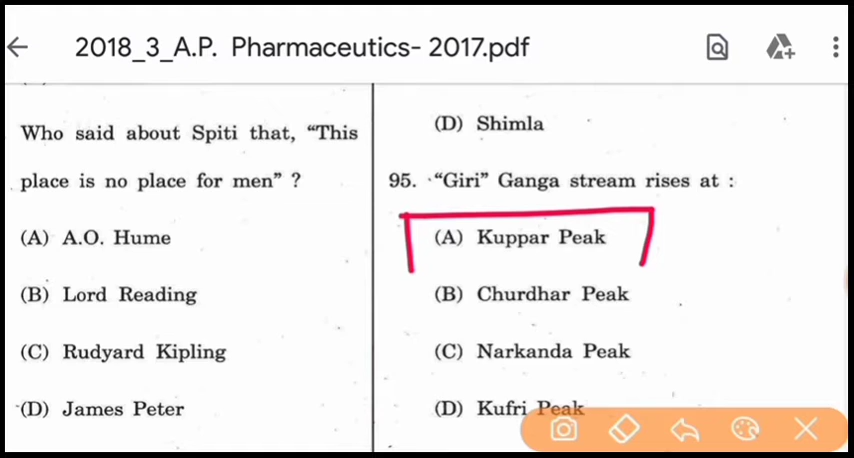 2018_3_A.P. Pharmaceutics- 2017.pdf
Who said about Spiti that, “This
place is no place for men” ?
(A) A.O. Hume
(B) Lord Reading
(C) Rudyard Kipling
(D) James Peter
(D) Shimla
95. “Giri” Ganga stream rises at :
(A) Kuppar Peak
(B) Churdhar Peak
(C) Narkanda Peak
(D) Kufri Peak